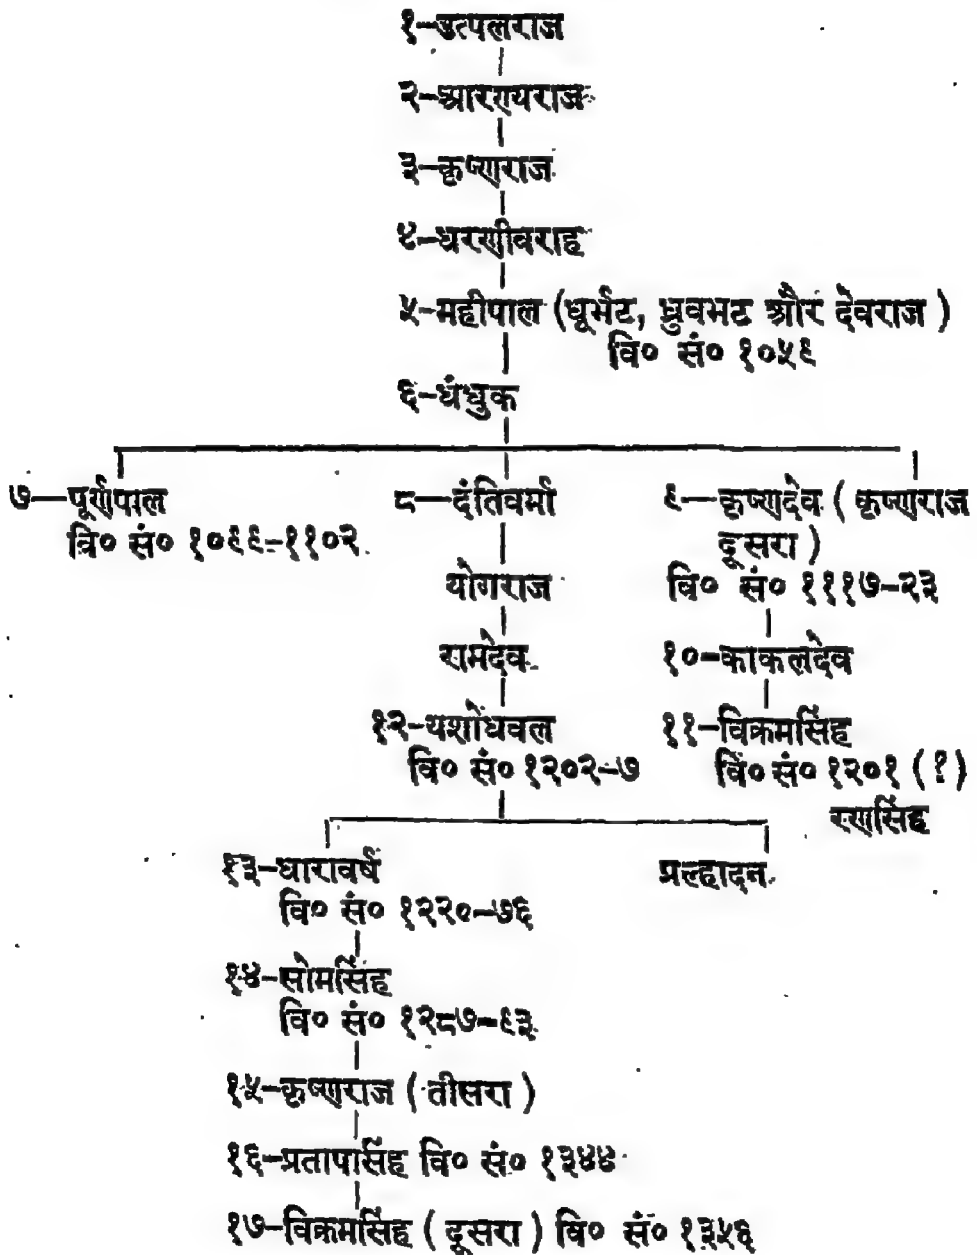 १-उत्पलराज
२-आरण्यराज
३-कृष्णराज
४-धरणीवराह
५-महीपाल (धूर्भट, ध्रुवभट और देवराज )
वि० सं० १०५९
६-धंधुक
७—पूर्णपाल
वि० सं० १०९९-११०२
८—दंतिवर्मा
योगराज
रामदेव
१२-यशोधवल
वि० सं० १२०२-७
९—कृष्णदेव ( कृष्णराज
दूसरा )
वि० सं० १११७-२३
१०-काकलदेव
११-विक्रमसिंह
वि० सं० १२०१ (?)
रणसिंह
१३-धारावर्ष
वि० सं० १२२०-७६
प्रल्हादन
१४-सोमसिंह
वि० सं० १२८७-९३
१५-कृष्णराज ( तीसरा )
१६-प्रतापसिंह वि० सं० १३४४
१७-विक्रमसिंह ( दूसरा ) वि० सं० १३५६